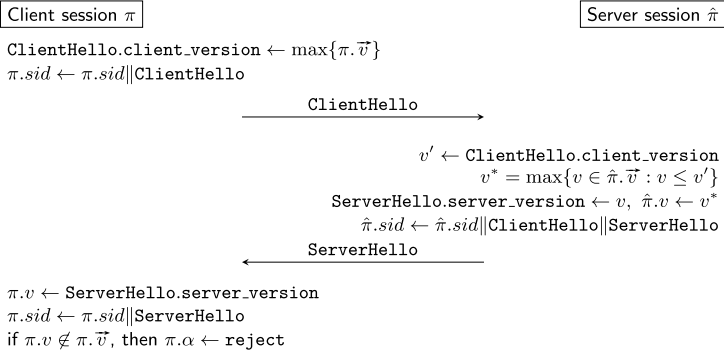 Client session π
Server session π̂
ClientHello.client_version ← max{π.v⃗}
π.sid ← π.sid‖ClientHello
ClientHello
v′ ← ClientHello.client_version
v* = max{v ∈ π̂.v⃗ : v ≤ v′}
ServerHello.server_version ← v, π̂.v ← v*
π̂.sid ← π̂.sid‖ClientHello‖ServerHello
ServerHello
π.v ← ServerHello.server_version
π.sid ← π.sid‖ServerHello
if π.v ∉ π.v⃗, then π.α ← reject